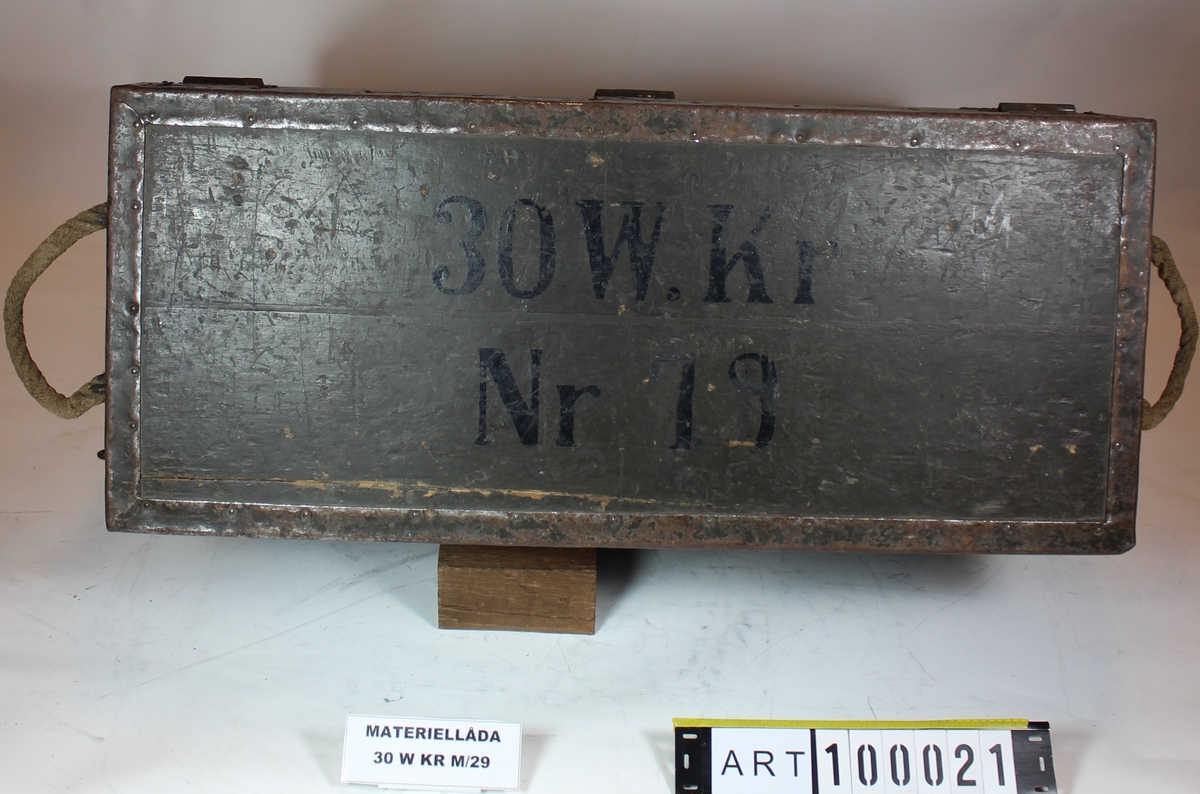 30 W. Kr
Nr 79
MATERIELLÅDA
30 W KR M/29
ART 100021